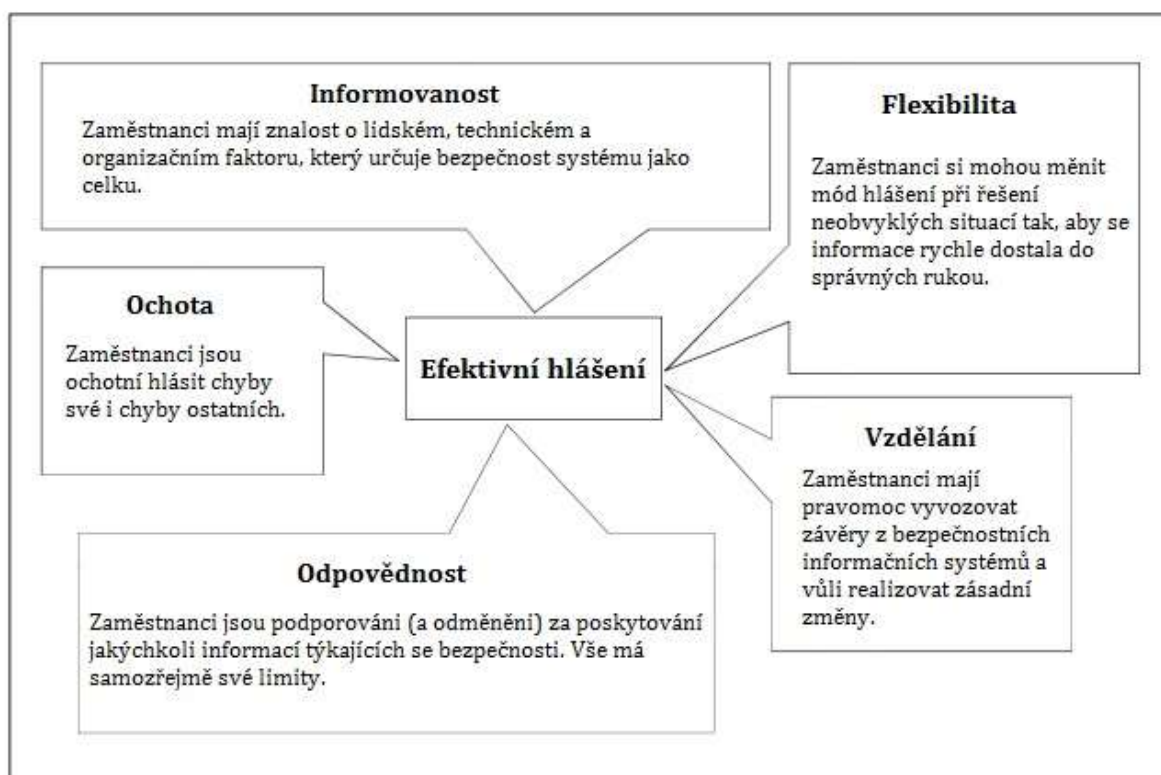 Informovanost
Zaměstnanci mají znalost o lidském, technickém a
organizačním faktoru, který určuje bezpečnost systému jako
celku.
Flexibilita
Zaměstnanci si mohou měnit
mód hlášení při řešení
neobvyklých situací tak, aby se
informace rychle dostala do
správných rukou.
Ochota
Zaměstnanci jsou
ochotní hlásit chyby
své i chyby ostatních.
Efektivní hlášení
Vzdělání
Zaměstnanci mají
pravomoc vyvozovat
závěry z bezpečnostních
informačních systémů a
vůli realizovat zásadní
změny.
Odpovědnost
Zaměstnanci jsou podporováni (a odměněni) za poskytování
jakýchkoli informací týkajících se bezpečnosti. Vše má
samozřejmě své limity.